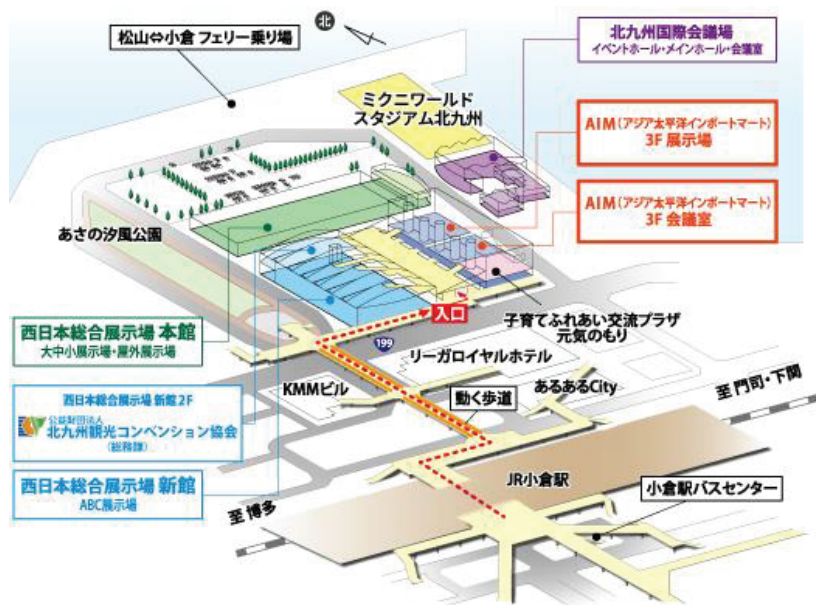 北
松山⇔小倉 フェリー乗り場
北九州国際会議場
イベントホール・メインホール・会議室
ミクニワールド
スタジアム北九州
AIM(アジア太平洋インポートマート)
3F 展示場
AIM(アジア太平洋インポートマート)
3F 会議室
あさの汐風公園
入口
子育てふれあい交流プラザ
元気のもり
西日本総合展示場 本館
大中小展示場・屋外展示場
199
リーガロイヤルホテル
西日本総合展示場 新館2F
公益財団法人
北九州観光コンベンション協会
(総務課)
KMMビル
動く歩道
あるあるCity
至 門司・下関
西日本総合展示場 新館
ABC展示場
JR小倉駅
小倉駅バスセンター
至 博多